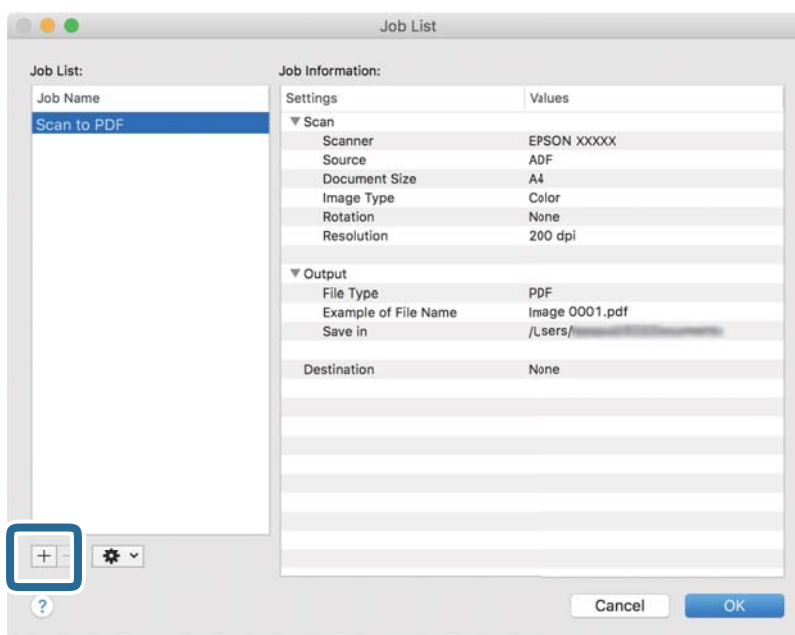 Job List
Job List:
Job Information:
Job Name
Scan to PDF
Settings Values
Scan
Scanner EPSON XXXXX
Source ADF
Document Size A4
Image Type Color
Rotation None
Resolution 200 dpi
Output
File Type PDF
Example of File Name Image 0001.pdf
Save in /Users/
Destination None
+ -
?
Cancel OK